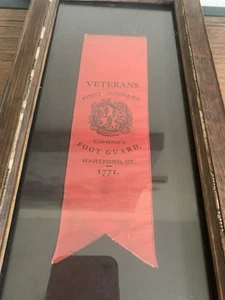 VETERANS
FIRST COMPANY
GOVERNOR'S
FOOT GUARD,
HARTFORD, CT.
1771.